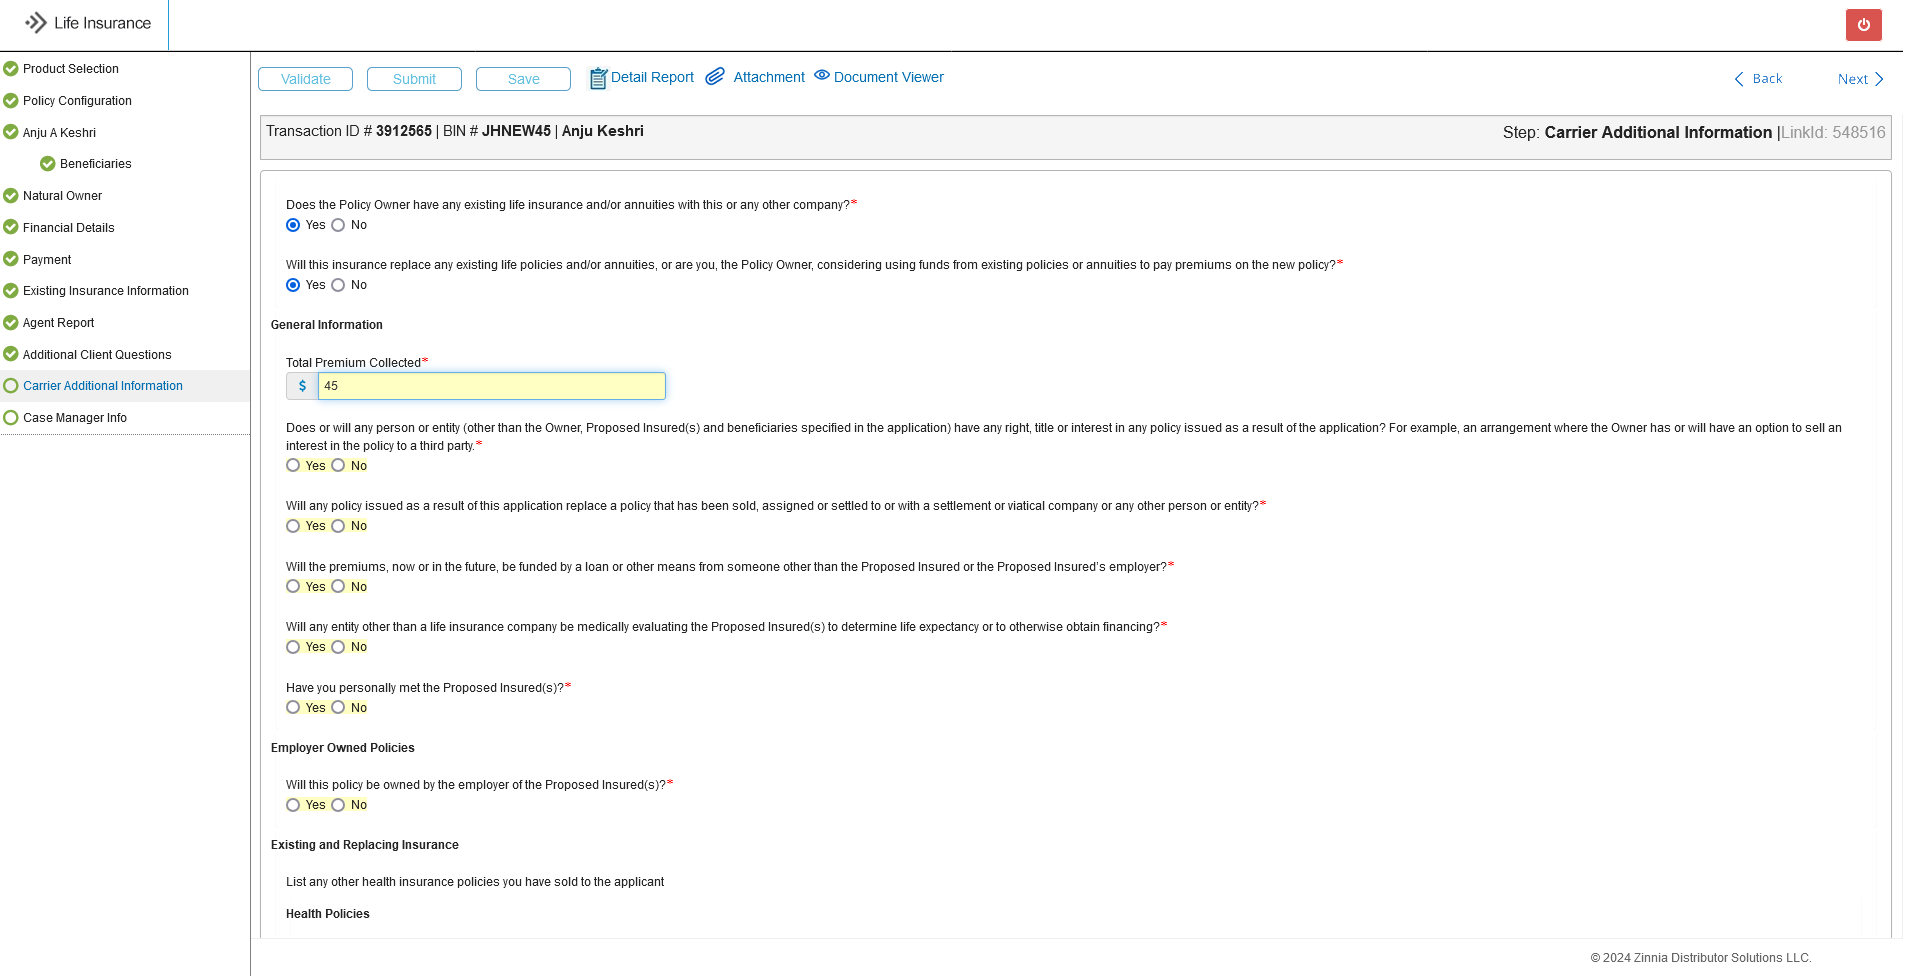 Life Insurance
Product Selection
Policy Configuration
Anju A Keshri
Beneficiaries
Natural Owner
Financial Details
Payment
Existing Insurance Information
Agent Report
Additional Client Questions
Carrier Additional Information
Case Manager Info
Validate Submit Save Detail Report Attachment Document Viewer Back Next
Transaction ID # 3912565 | BIN # JHNEW45 | Anju Keshri Step: Carrier Additional Information |LinkId: 548516
Does the Policy Owner have any existing life insurance and/or annuities with this or any other company?*
Yes No
Will this insurance replace any existing life policies and/or annuities, or are you, the Policy Owner, considering using funds from existing policies or annuities to pay premiums on the new policy?*
Yes No
General Information
Total Premium Collected*
$ 45
Does or will any person or entity (other than the Owner, Proposed Insured(s) and beneficiaries specified in the application) have any right, title or interest in any policy issued as a result of the application? For example, an arrangement where the Owner has or will have an option to sell an
interest in the policy to a third party.*
Yes No
Will any policy issued as a result of this application replace a policy that has been sold, assigned or settled to or with a settlement or viatical company or any other person or entity?*
Yes No
Will the premiums, now or in the future, be funded by a loan or other means from someone other than the Proposed Insured or the Proposed Insured's employer?*
Yes No
Will any entity other than a life insurance company be medically evaluating the Proposed Insured(s) to determine life expectancy or to otherwise obtain financing?*
Yes No
Have you personally met the Proposed Insured(s)?*
Yes No
Employer Owned Policies
Will this policy be owned by the employer of the Proposed Insured(s)?*
Yes No
Existing and Replacing Insurance
List any other health insurance policies you have sold to the applicant
Health Policies
© 2024 Zinnia Distributor Solutions LLC.